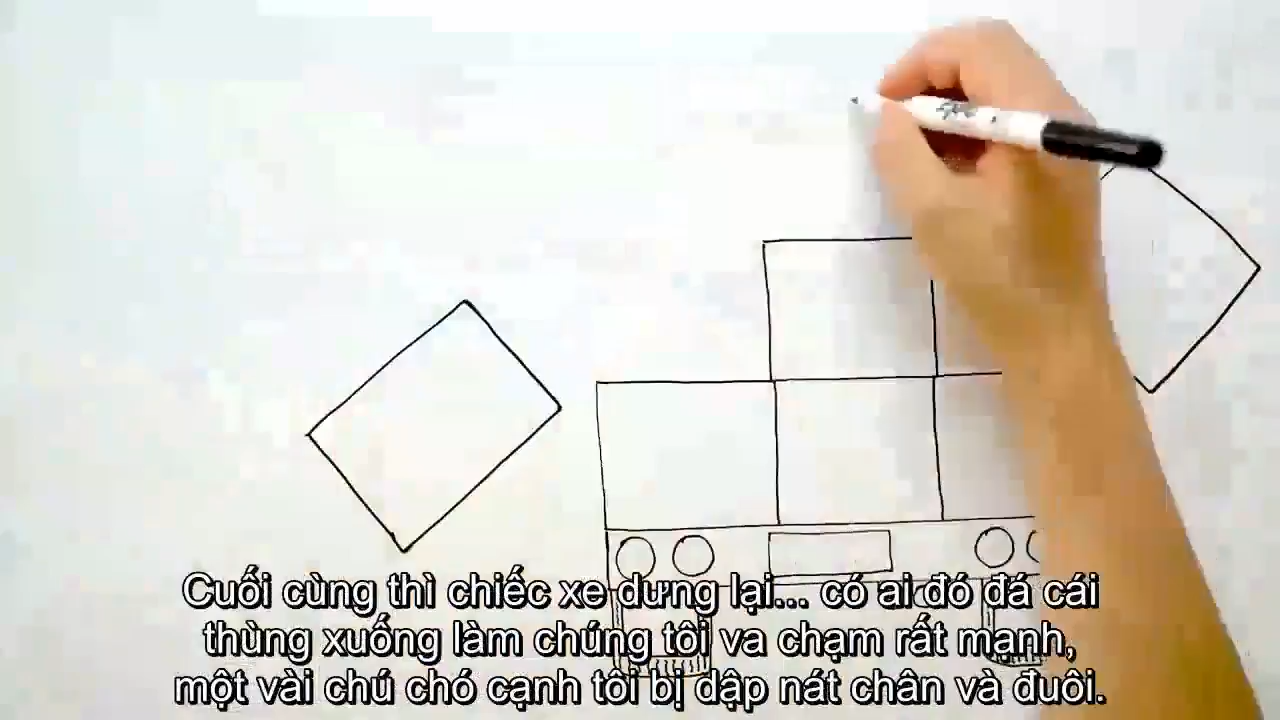 Cuối cùng thì chiếc xe dưng lại... có ai đó đá cái
thùng xuống làm chúng tôi va chạm rất mạnh,
một vài chú chó cạnh tôi bị dập nát chân và đuôi.